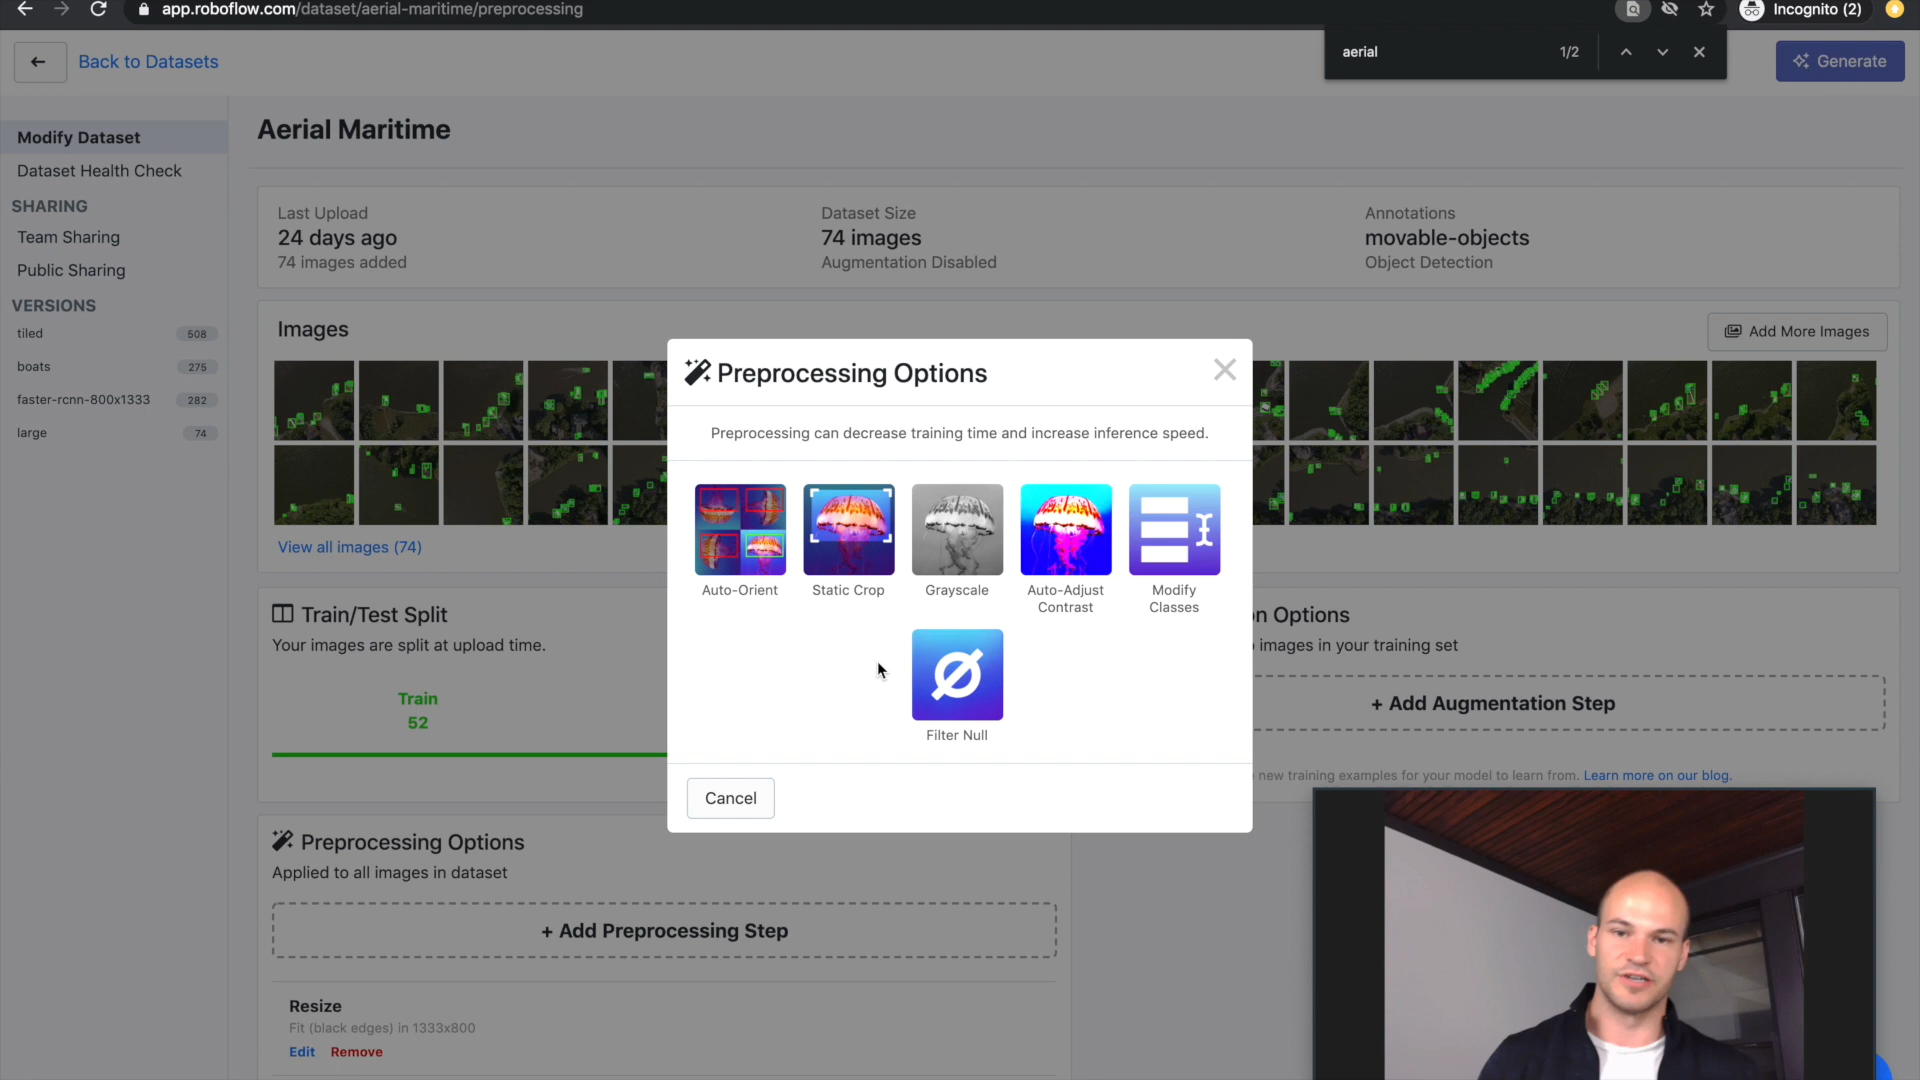 app.roboflow.com/dataset/aerial-maritime/preprocessing
Incognito (2)
aerial
1/2
Back to Datasets
Generate
Modify Dataset
Dataset Health Check
SHARING
Team Sharing
Public Sharing
VERSIONS
tiled 508
boats 275
faster-rcnn-800x1333 282
large 74
Aerial Maritime
Last Upload
24 days ago
74 images added
Dataset Size
74 images
Augmentation Disabled
Annotations
movable-objects
Object Detection
Images
Add More Images
View all images (74)
Train/Test Split
Your images are split at upload time.
Train
52
Preprocessing Options
Preprocessing can decrease training time and increase inference speed.
Auto-Orient
Static Crop
Grayscale
Auto-Adjust
Contrast
Modify
Classes
Filter Null
Cancel
n Options
images in your training set
+ Add Augmentation Step
new training examples for your model to learn from. Learn more on our blog.
Preprocessing Options
Applied to all images in dataset
+ Add Preprocessing Step
Resize
Fit (black edges) in 1333x800
Edit Remove